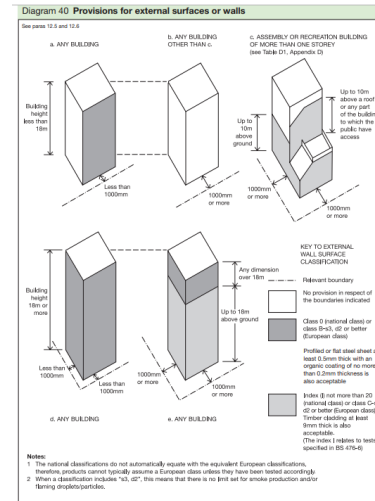 Diagram 40 Provisions for external surfaces or walls
See paras 12.5 and 12.6
a. ANY BUILDING
b. ANY BUILDING
OTHER THAN c.
c. ASSEMBLY OR RECREATION BUILDING
OF MORE THAN ONE STOREY
(see Table D1, Appendix D)
Building
height
less than
18m
Less than
1000mm
1000mm
or more
Up to
10m
above
ground
1000mm
or more
1000mm
or more
Up to 10m
above a roof
or any part
of the buildin
to which the
public have
access
Building
height
18m or
more
Less than
1000mm
Less than
1000mm
d. ANY BUILDING
Any dimension
over 18m
Up to 18m
above ground
1000mm
or more
1000mm
or more
e. ANY BUILDING
KEY TO EXTERNAL
WALL SURFACE
CLASSIFICATION
Relevant boundary
No provision in respect of
the boundaries indicated
Class 0 (national class) or
class B-s3, d2 or better
(European class)
Profiled or flat steel sheet a
least 0.5mm thick with an
organic coating of no more
than 0.2mm thickness is
also acceptable
Index (I) not more than 20
(national class) or class C-
d2 or better (European class)
Timber cladding at least
9mm thick is also
acceptable.
(The index I relates to tests
specified in BS 476-6)
Notes:
1 The national classifications do not automatically equate with the equivalent European classifications,
therefore, products cannot typically assume a European class unless they have been tested accordingly.
2 When a classification includes "s3, d2", this means that there is no limit set for smoke production and/or
flaming droplets/particles.